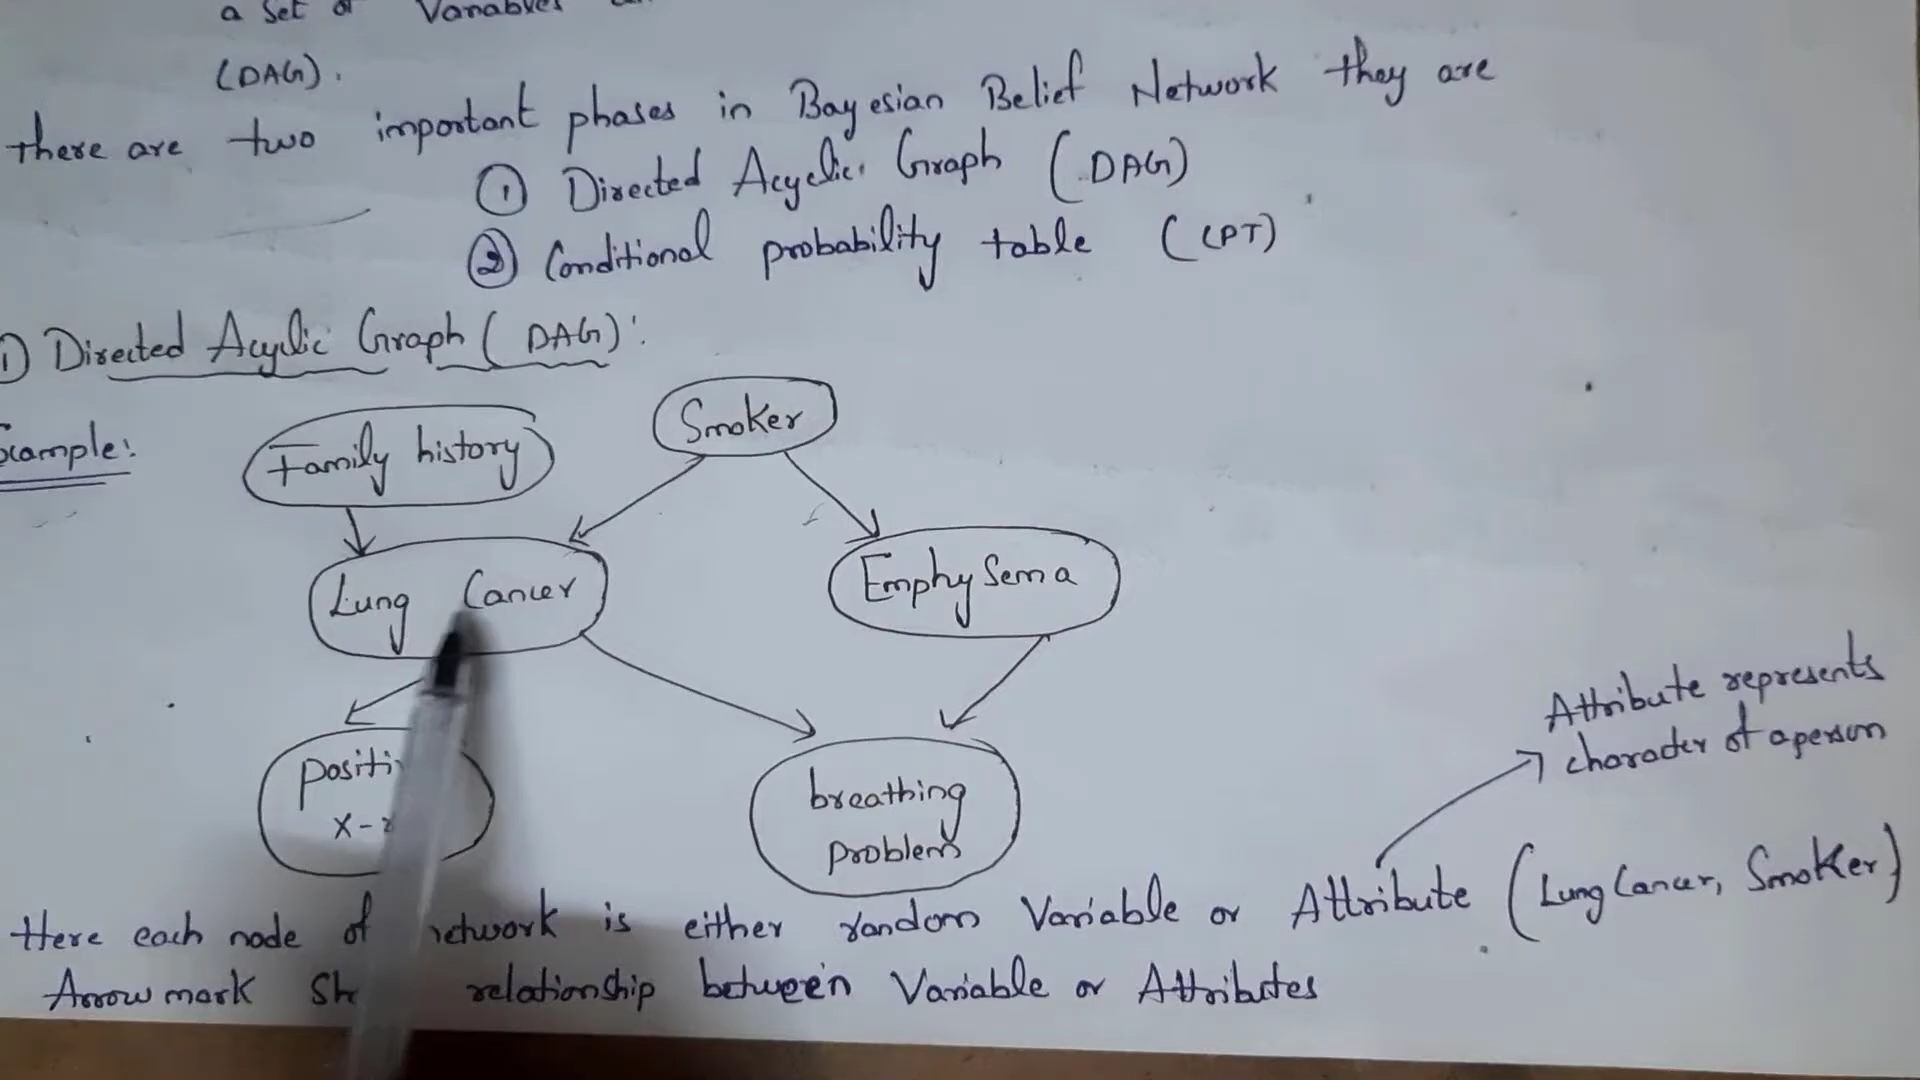 a set of Variables
(DAG).
there are two important phases in Bayesian Belief Network they are
① Directed Acyclic Graph (DAG)
② Conditional probability table (CPT)
1) Directed Acyclic Graph (DAG):
Example:
Family history
Smoker
Lung Cancer
Emphysema
positi
x-
breathing
problem
Attribute represents
character of a person
Here each node of network is either random Variable or Attribute (Lung Cancer, Smoker)
Arrow mark Sh relationship between Variable or Attributes